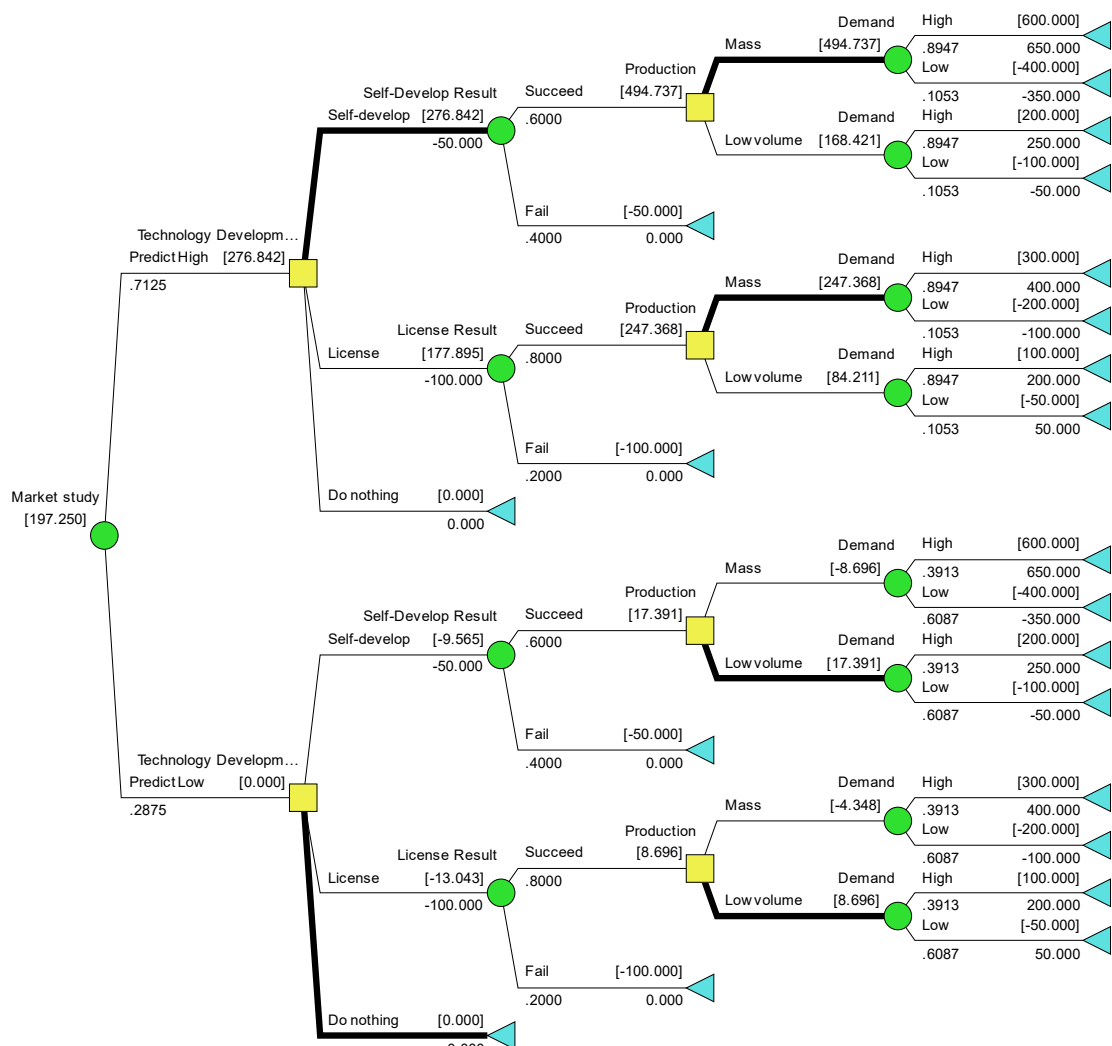 Demand High [600.000]
Mass [494.737] .8947 650.000
Production Low [-400.000]
Self-Develop Result Succeed [494.737] .1053 -350.000
Self-develop [276.842] .6000 Demand High [200.000]
-50.000 Low volume [168.421] .8947 250.000
Low [-100.000]
.1053 -50.000
Fail [-50.000]
.4000 0.000
Technology Developm...
Predict High [276.842]
.7125
Demand High [300.000]
Mass [247.368] .8947 400.000
Production Low [-200.000]
License Result Succeed [247.368] .1053 -100.000
License [177.895] .8000 Demand High [100.000]
-100.000 Low volume [84.211] .8947 200.000
Low [-50.000]
.1053 50.000
Fail [-100.000]
.2000 0.000
Do nothing [0.000]
0.000
Market study
[197.250]
Demand High [600.000]
Mass [-8.696] .3913 650.000
Production Low [-400.000]
Self-Develop Result Succeed [17.391] .6087 -350.000
Self-develop [-9.565] .6000 Demand High [200.000]
-50.000 Low volume [17.391] .3913 250.000
Low [-100.000]
.6087 -50.000
Fail [-50.000]
.4000 0.000
Technology Developm...
Predict Low [0.000]
.2875
Demand High [300.000]
Mass [-4.348] .3913 400.000
Production Low [-200.000]
License Result Succeed [8.696] .6087 -100.000
License [-13.043] .8000 Demand High [100.000]
-100.000 Low volume [8.696] .3913 200.000
Low [-50.000]
.6087 50.000
Fail [-100.000]
.2000 0.000
Do nothing [0.000]